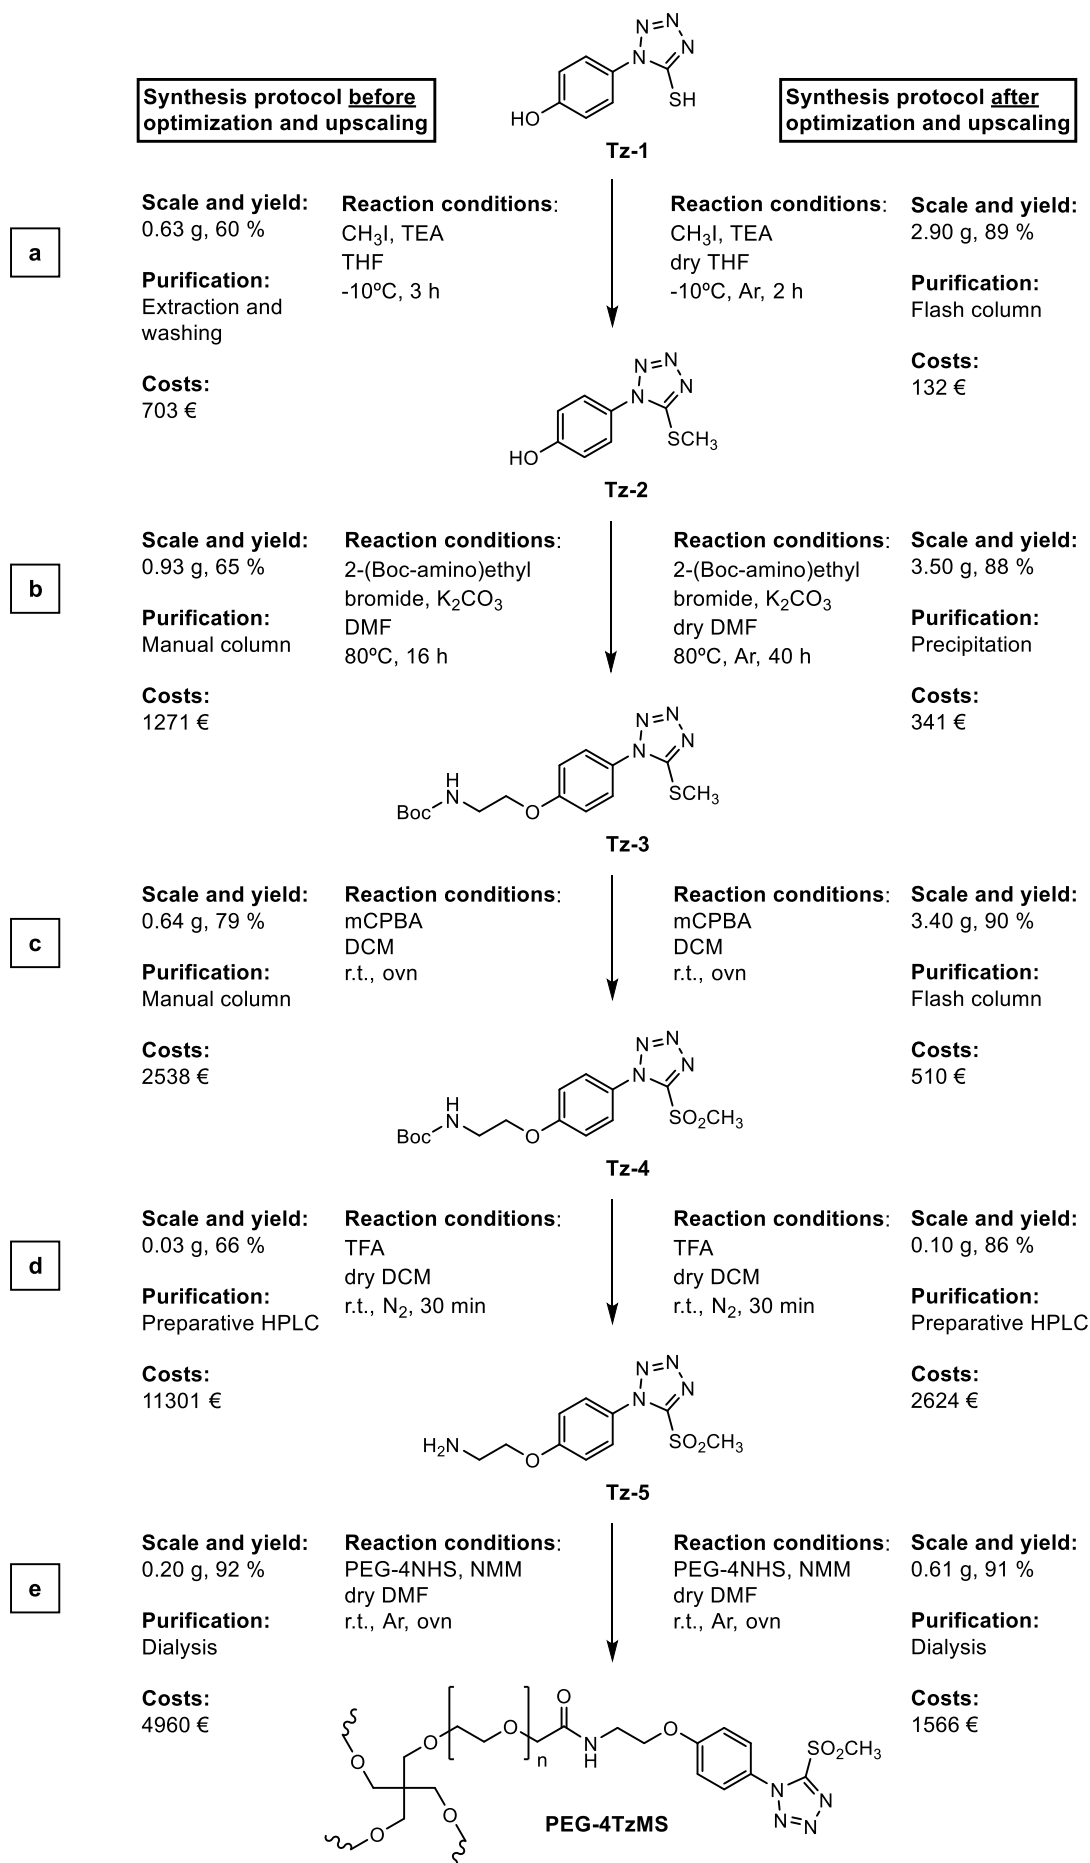 Synthesis protocol before
optimization and upscaling
N=N
N
N
SH
HO
Tz-1
Synthesis protocol after
optimization and upscaling
a
Scale and yield:
0.63 g, 60 %
Purification:
Extraction and
washing
Costs:
703 €
Reaction conditions:
CH3I, TEA
THF
-10ºC, 3 h
Reaction conditions:
CH3I, TEA
dry THF
-10ºC, Ar, 2 h
Scale and yield:
2.90 g, 89 %
Purification:
Flash column
Costs:
132 €
N=N
N
N
SCH3
HO
Tz-2
b
Scale and yield:
0.93 g, 65 %
Purification:
Manual column
Costs:
1271 €
Reaction conditions:
2-(Boc-amino)ethyl
bromide, K2CO3
DMF
80ºC, 16 h
Reaction conditions:
2-(Boc-amino)ethyl
bromide, K2CO3
dry DMF
80ºC, Ar, 40 h
Scale and yield:
3.50 g, 88 %
Purification:
Precipitation
Costs:
341 €
N=N
N
N
SCH3
H
N
Boc
O
Tz-3
c
Scale and yield:
0.64 g, 79 %
Purification:
Manual column
Costs:
2538 €
Reaction conditions:
mCPBA
DCM
r.t., ovn
Reaction conditions:
mCPBA
DCM
r.t., ovn
Scale and yield:
3.40 g, 90 %
Purification:
Flash column
Costs:
510 €
N=N
N
N
SO2CH3
H
N
Boc
O
Tz-4
d
Scale and yield:
0.03 g, 66 %
Purification:
Preparative HPLC
Costs:
11301 €
Reaction conditions:
TFA
dry DCM
r.t., N2, 30 min
Reaction conditions:
TFA
dry DCM
r.t., N2, 30 min
Scale and yield:
0.10 g, 86 %
Purification:
Preparative HPLC
Costs:
2624 €
N=N
N
N
SO2CH3
H2N
O
Tz-5
e
Scale and yield:
0.20 g, 92 %
Purification:
Dialysis
Costs:
4960 €
Reaction conditions:
PEG-4NHS, NMM
dry DMF
r.t., Ar, ovn
Reaction conditions:
PEG-4NHS, NMM
dry DMF
r.t., Ar, ovn
Scale and yield:
0.61 g, 91 %
Purification:
Dialysis
Costs:
1566 €
O
O
O
n
N
H
O
SO2CH3
O
O
O
N
N
N=N
PEG-4TzMS